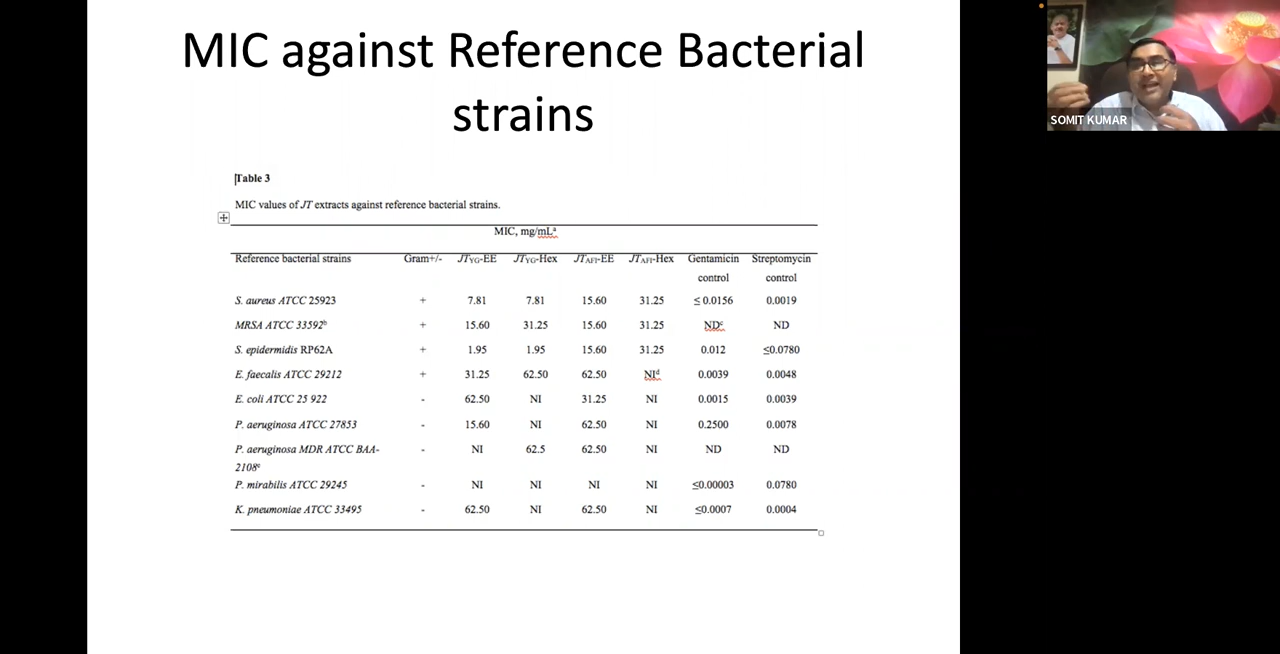 MIC against Reference Bacterial
strains
SOMIT KUMAR
Table 3
MIC values of JT extracts against reference bacterial strains.
MIC, mg/mLᵃ
Reference bacterial strains Gram+/- JTYG-EE JTYG-Hex JTAFI-EE JTAFI-Hex Gentamicin Streptomycin
control control
S. aureus ATCC 25923 + 7.81 7.81 15.60 31.25 ≤ 0.0156 0.0019
MRSA ATCC 33592ᵇ + 15.60 31.25 15.60 31.25 NDᶜ ND
S. epidermidis RP62A + 1.95 1.95 15.60 31.25 0.012 ≤0.0780
E. faecalis ATCC 29212 + 31.25 62.50 62.50 NIᵈ 0.0039 0.0048
E. coli ATCC 25 922 - 62.50 NI 31.25 NI 0.0015 0.0039
P. aeruginosa ATCC 27853 - 15.60 NI 62.50 NI 0.2500 0.0078
P. aeruginosa MDR ATCC BAA- - NI 62.5 62.50 NI ND ND
2108ᵉ
P. mirabilis ATCC 29245 - NI NI NI NI ≤0.00003 0.0780
K. pneumoniae ATCC 33495 - 62.50 NI 62.50 NI ≤0.0007 0.0004